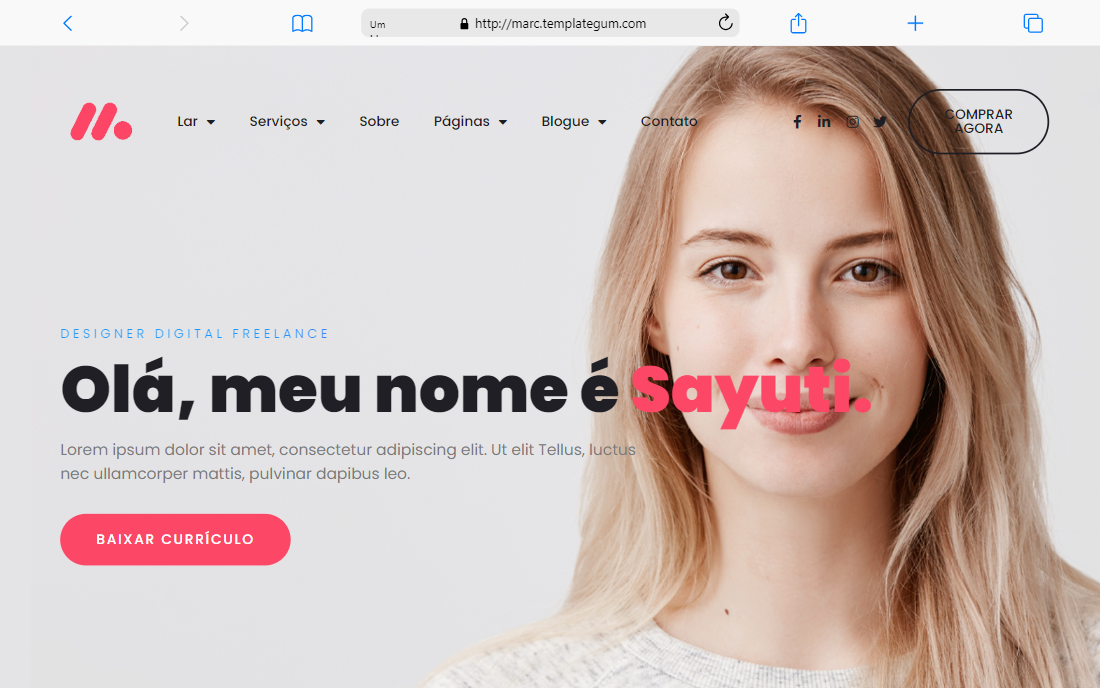 Um
http://marc.templategum.com
Lar
Serviços
Sobre
Páginas
Blogue
Contato
COMPRAR
AGORA
DESIGNER DIGITAL FREELANCE
Olá, meu nome é Sayuti.
Lorem ipsum dolor sit amet, consectetur adipiscing elit. Ut elit Tellus, luctus
nec ullamcorper mattis, pulvinar dapibus leo.
BAIXAR CURRÍCULO